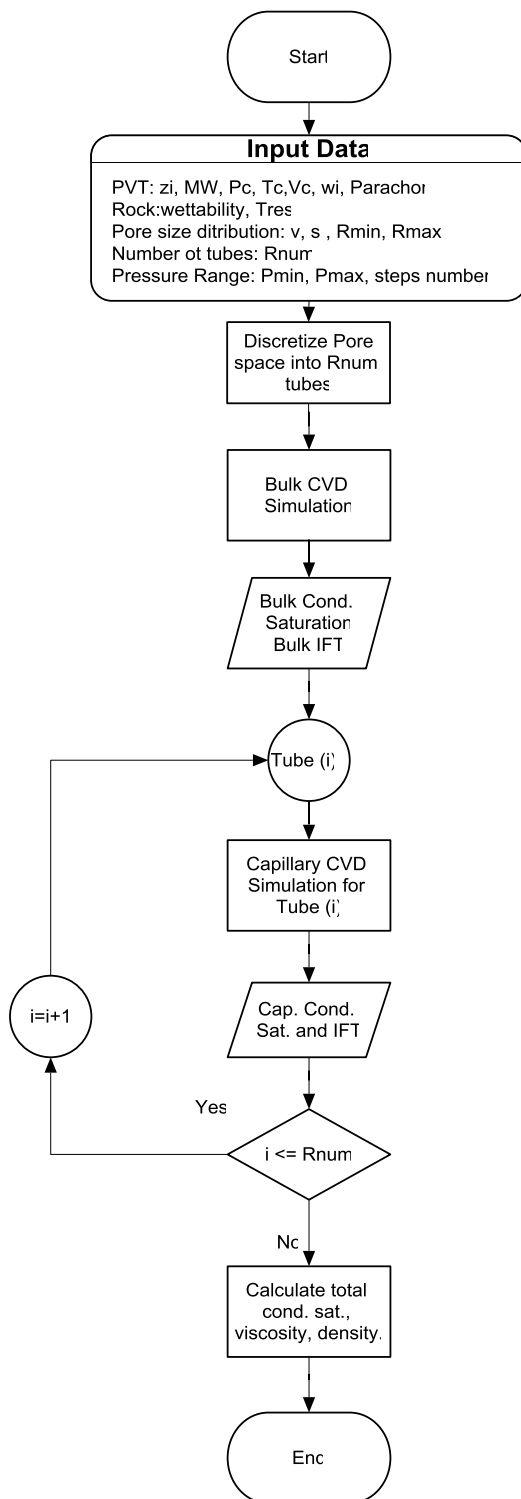 Start
Input Data
PVT: zi, MW, Pc, Tc,Vc, wi, Parachor
Rock:wettability, Tres
Pore size ditribution: v, s , Rmin, Rmax
Number ot tubes: Rnum
Pressure Range: Pmin, Pmax, steps number
Discretize Pore
space into Rnum
tubes
Bulk CVD
Simulation
Bulk Cond.
Saturation
Bulk IFT
Tube (i)
Capillary CVD
Simulation for
Tube (i)
Cap. Cond.
Sat. and IFT
i=i+1
Yes
i <= Rnum
No
Calculate total
cond. sat.,
viscosity, density.
End